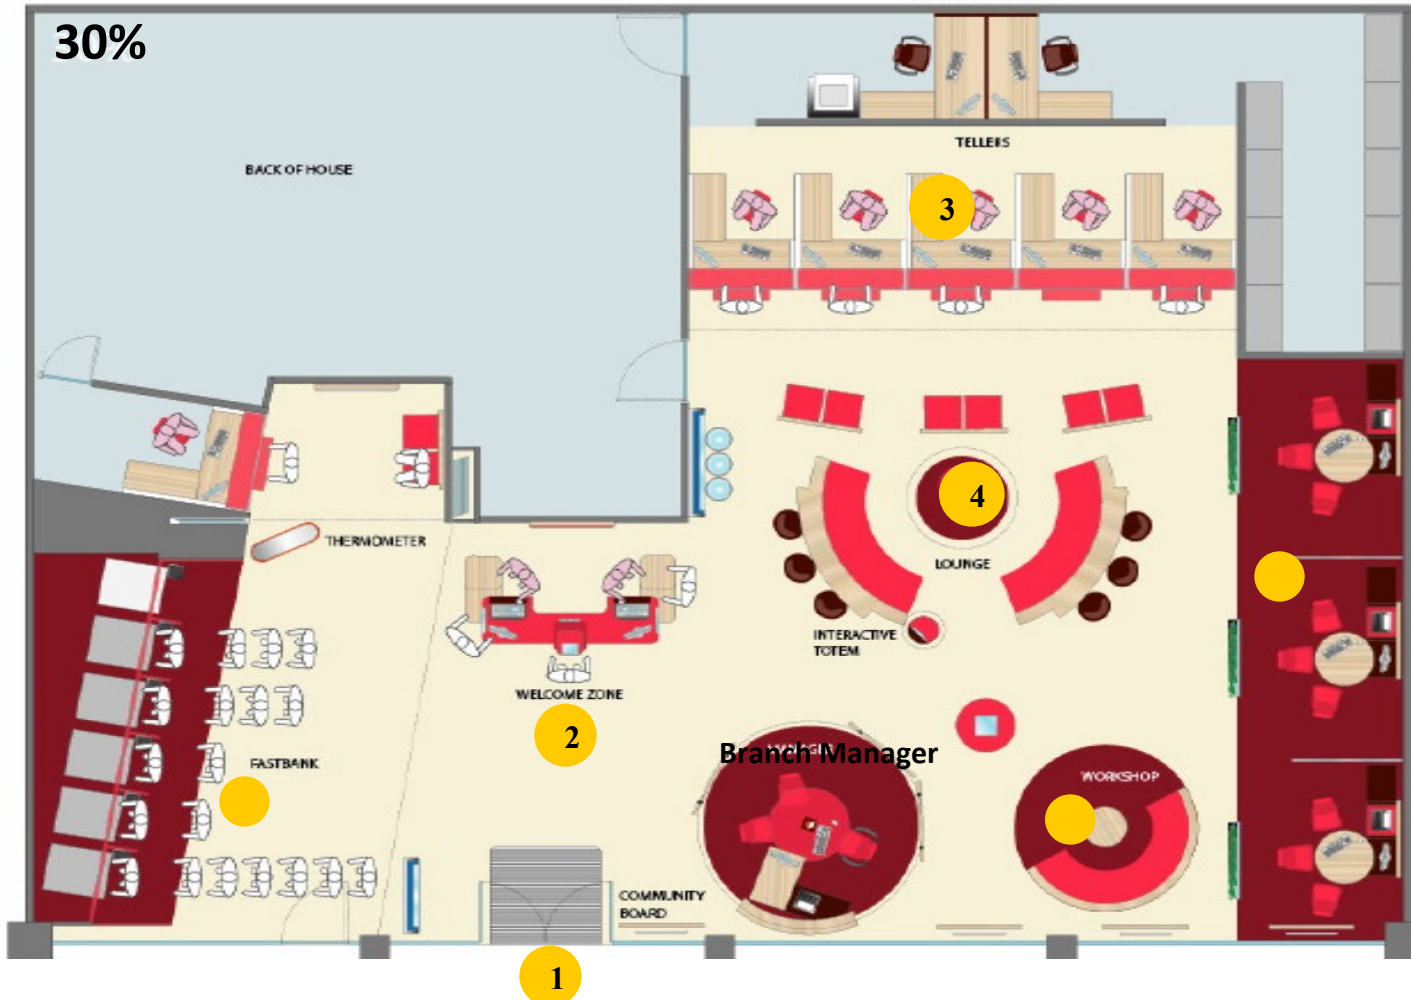 30%
BACK OF HOUSE
TELLERS
3
4
THERMOMETER
LOUNGE
INTERACTIVE
TOTEM
WELCOME ZONE
2
Branch Manager
FASTBANK
WORKSHOP
COMMUNITY
BOARD
1